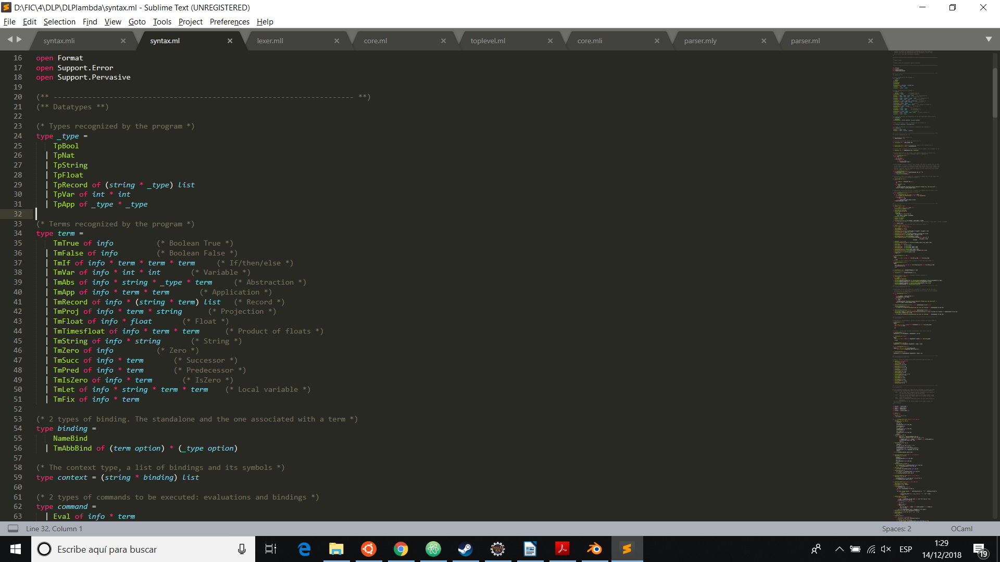 D:\FIC\4\DLP\DLPlambda\syntax.ml - Sublime Text (UNREGISTERED)
File Edit Selection Find View Goto Tools Project Preferences Help
syntax.mli syntax.ml lexer.mll core.ml toplevel.ml core.mli parser.mly parser.ml
16 open Format
17 open Support.Error
18 open Support.Pervasive
19
20 (** ---------------------------------------------------------------------- **)
21 (** Datatypes **)
22
23 (* Types recognized by the program *)
24 type _type =
25 TpBool
26 | TpNat
27 | TpString
28 | TpFloat
29 | TpRecord of (string * _type) list
30 | TpVar of int * int
31 | TpApp of _type * _type
32
33 (* Terms recognized by the program *)
34 type term =
35 TmTrue of info (* Boolean True *)
36 | TmFalse of info (* Boolean False *)
37 | TmIf of info * term * term * term (* If/then/else *)
38 | TmVar of info * int * int (* Variable *)
39 | TmAbs of info * string * _type * term (* Abstraction *)
40 | TmApp of info * term * term (* Application *)
41 | TmRecord of info * (string * term) list (* Record *)
42 | TmProj of info * term * string (* Projection *)
43 | TmFloat of info * float (* Float *)
44 | TmTimesfloat of info * term * term (* Product of floats *)
45 | TmString of info * string (* String *)
46 | TmZero of info (* Zero *)
47 | TmSucc of info * term (* Successor *)
48 | TmPred of info * term (* Predecessor *)
49 | TmIsZero of info * term (* IsZero *)
50 | TmLet of info * string * term * term (* Local variable *)
51 | TmFix of info * term
52
53 (* 2 types of binding. The standalone and the one associated with a term *)
54 type binding =
55 NameBind
56 | TmAbbBind of (term option) * (_type option)
57
58 (* The context type, a list of bindings and its symbols *)
59 type context = (string * binding) list
60
61 (* 2 types of commands to be executed: evaluations and bindings *)
62 type command =
63 | Eval of info * term
Line 32, Column 1 Spaces: 2 OCaml
Escribe aquí para buscar
ESP
1:29
14/12/2018
19